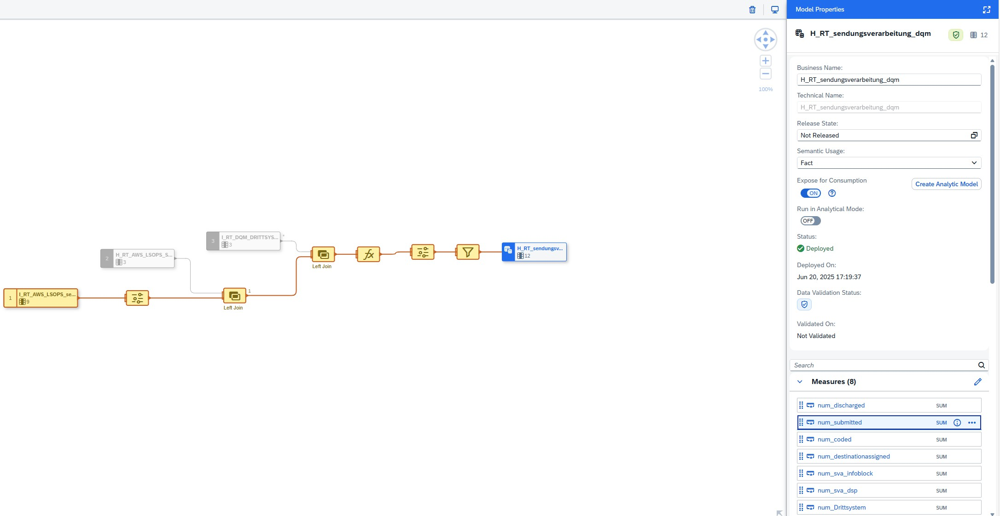 Model Properties
H_RT_sendungsverarbeitung_dqm
12
Business Name:
H_RT_sendungsverarbeitung_dqm
Technical Name:
H_RT_sendungsverarbeitung_dqm
Release State:
Not Released
Semantic Usage:
Fact
Expose for Consumption
Create Analytic Model
ON
Run in Analytical Mode:
OFF
Status:
Deployed
Deployed On:
Jun 20, 2025 17:19:37
Data Validation Status:
Validated On:
Not Validated
Search
Measures (8)
num_discharged SUM
num_submitted SUM
num_coded SUM
num_destinationassigned SUM
num_sva_infoblock SUM
num_sva_dsp SUM
num_Drittsystem SUM
100%
3 I_RT_DQM_DRITTSYS... *
3
2 H_RT_AWS_LSOPS_S...
3
1 I_RT_AWS_LSOPS_se...
9
1
Left Join
Left Join
fx
H_RT_sendungsv...
12